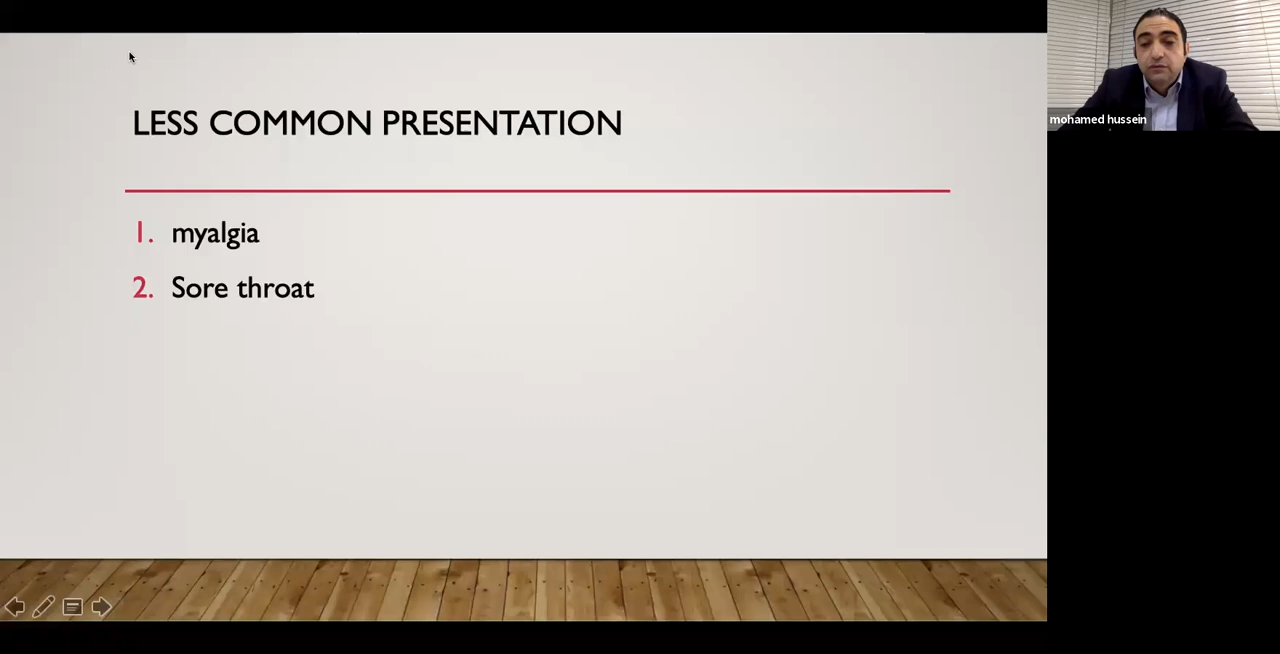 LESS COMMON PRESENTATION
1. myalgia
2. Sore throat
mohamed hussein